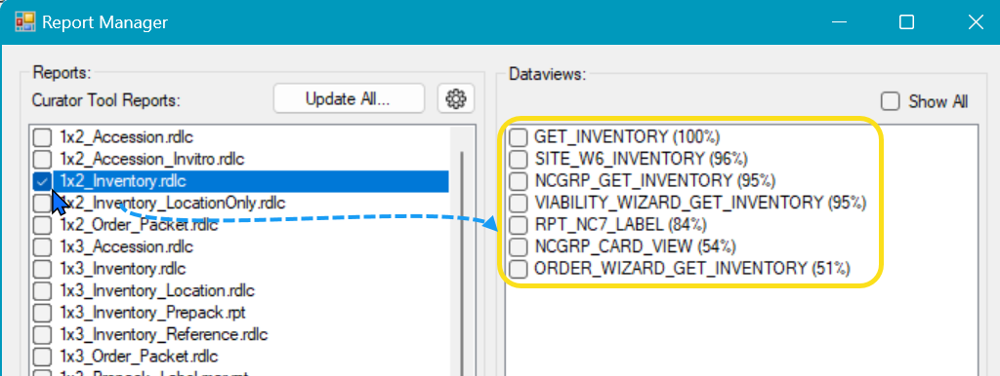 Report Manager
Reports:
Curator Tool Reports:
Update All...
1x2_Accession.rdlc
1x2_Accession_Invitro.rdlc
1x2_Inventory.rdlc
1x2_Inventory_LocationOnly.rdlc
1x2_Order_Packet.rdlc
1x3_Accession.rdlc
1x3_Inventory.rdlc
1x3_Inventory_Location.rdlc
1x3_Inventory_Prepack.rpt
1x3_Inventory_Reference.rdlc
1x3_Order_Packet.rdlc
Dataviews:
Show All
GET_INVENTORY (100%)
SITE_W6_INVENTORY (96%)
NCGRP_GET_INVENTORY (95%)
VIABILITY_WIZARD_GET_INVENTORY (95%)
RPT_NC7_LABEL (84%)
NCGRP_CARD_VIEW (54%)
ORDER_WIZARD_GET_INVENTORY (51%)